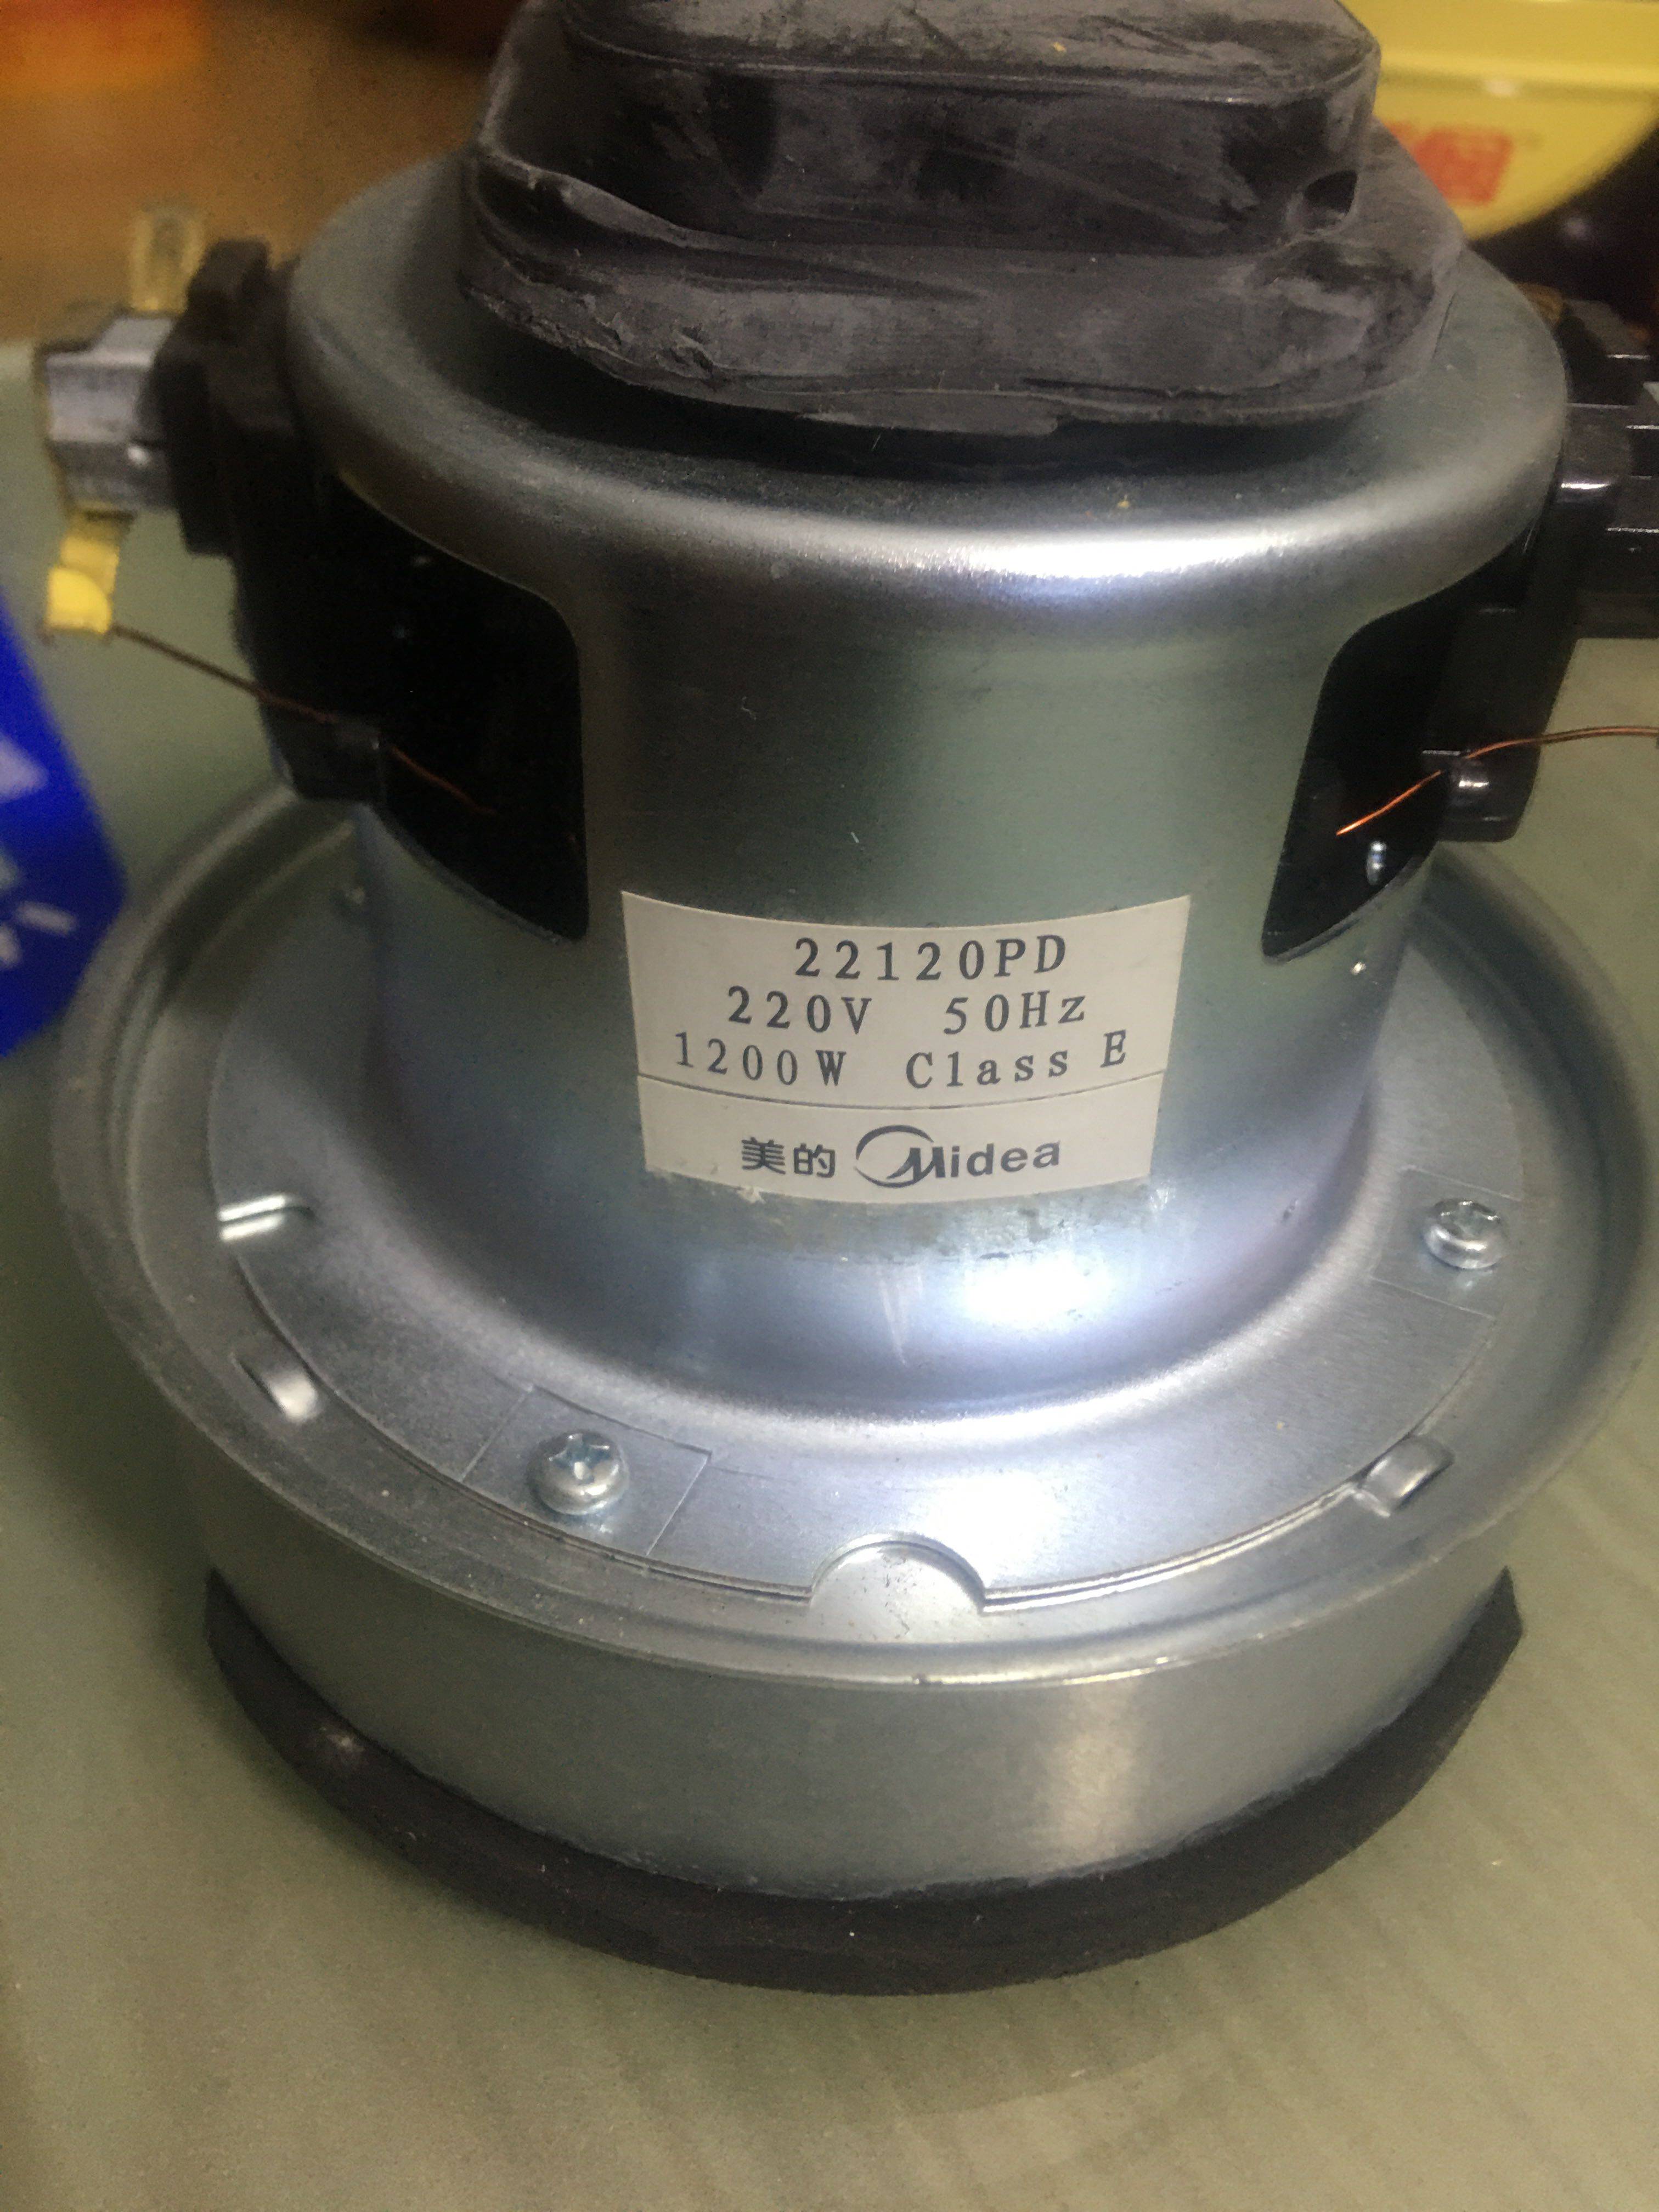 22120PD
220V 50Hz
1200W Class E
美的 Midea